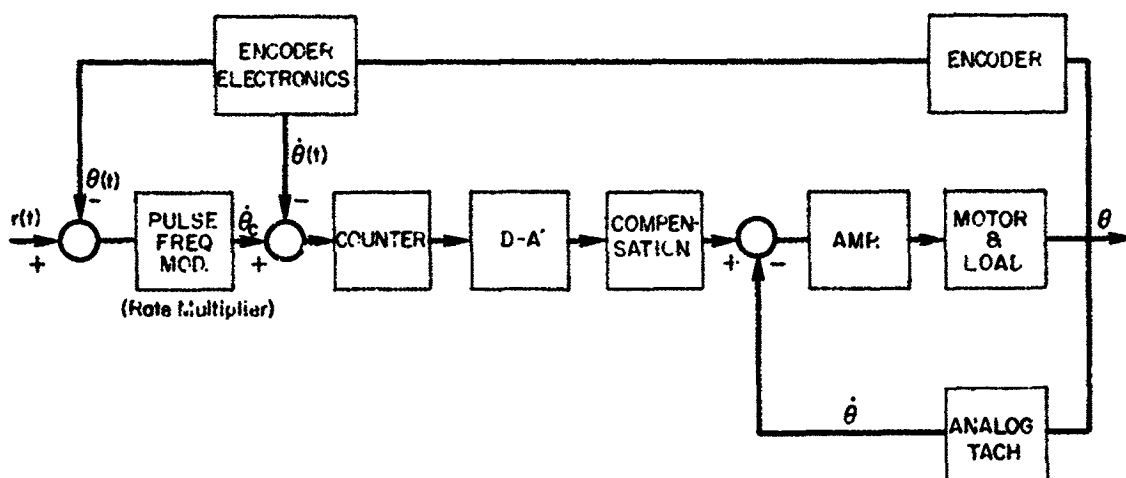 ENCODER
ELECTRONICS
ENCODER
θ(t)
θ̇(t)
-
-
r(t)
+
PULSE
FREQ
MOD.
θ̇c
+
COUNTER
D-A'
COMPEN-
SATION
+
-
AMP.
MOTOR
&
LOAD
θ
(Rate Multiplier)
θ̇
ANALOG
TACH